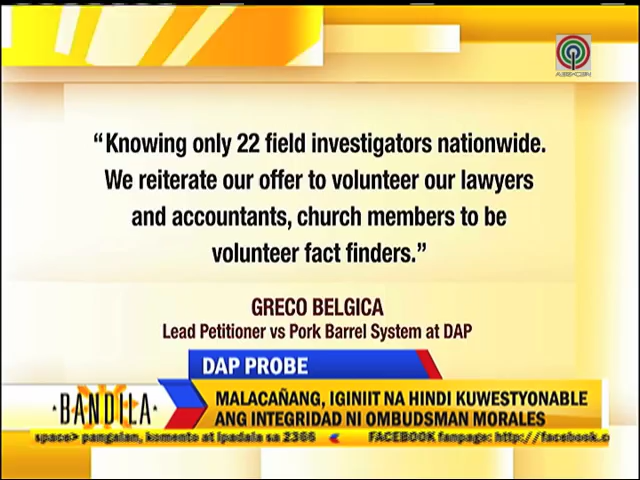 ABS-CBN
“Knowing only 22 field investigators nationwide.
We reiterate our offer to volunteer our lawyers
and accountants, church members to be
volunteer fact finders.”
GRECO BELGICA
Lead Petitioner vs Pork Barrel System at DAP
DAP PROBE
BANDILA
MALACAÑANG, IGINIIT NA HINDI KUWESTYONABLE
ANG INTEGRIDAD NI OMBUDSMAN MORALES
space> pangalan, komento at ipadala sa 2366 FACEBOOK fanpage: http://facebook.c